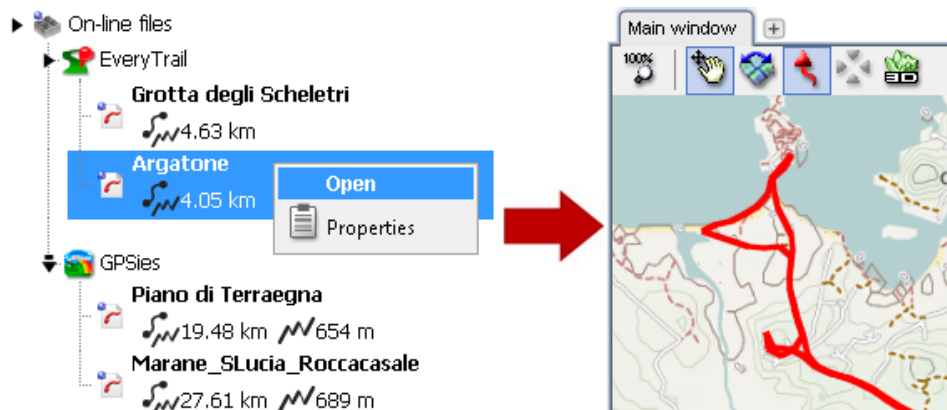 On-line files
EveryTrail
Grotta degli Scheletri
4.63 km
Argatone
4.05 km
Open
Properties
GPSies
Piano di Terraegna
19.48 km 654 m
Marane_SLucia_Roccacasale
27.61 km 689 m
Main window
100%
3D